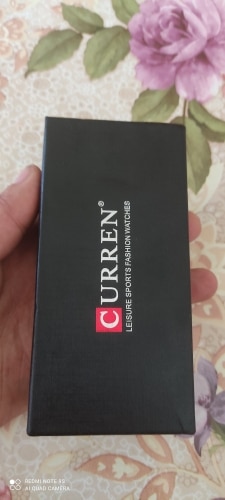 CURREN®
LEISURE SPORTS FASHION WATCHES
REDMI NOTE 10
AI QUAD CAMERA